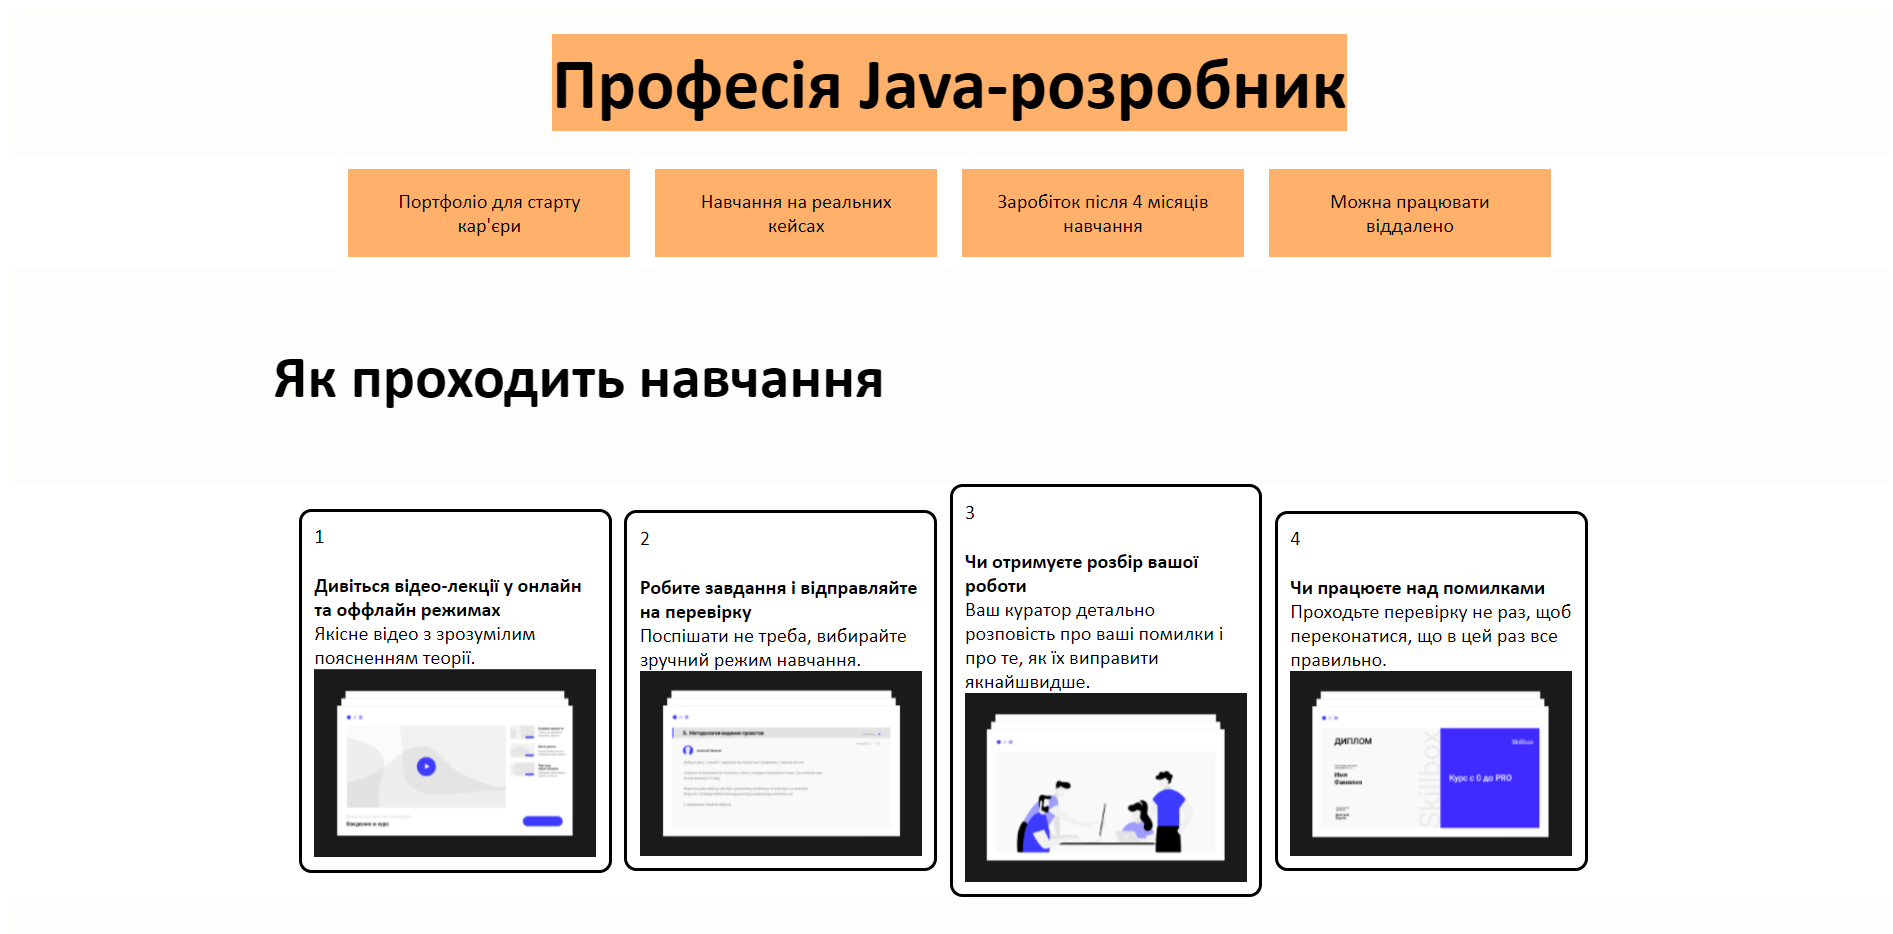 Професія Java-розробник
Портфоліо для старту
кар'єри
Навчання на реальних
кейсах
Заробіток після 4 місяців
навчання
Можна працювати
віддалено
Як проходить навчання
1
Дивіться відео-лекції у онлайн
та оффлайн режимах
Якісне відео з зрозумілим
поясненням теорії.
Введение в курс
2
Робите завдання і відправляйте
на перевірку
Поспішати не треба, вибирайте
зручний режим навчання.
5. Методология ведения проектов
3
Чи отримуєте розбір вашої
роботи
Ваш куратор детально
розповість про ваші помилки і
про те, як їх виправити
якнайшвидше.
4
Чи працюєте над помилками
Проходьте перевірку не раз, щоб
переконатися, що в цей раз все
правильно.
ДИПЛОМ
Имя
Фамилия
Skillbox
Skillbox
Курс с 0 до PRO